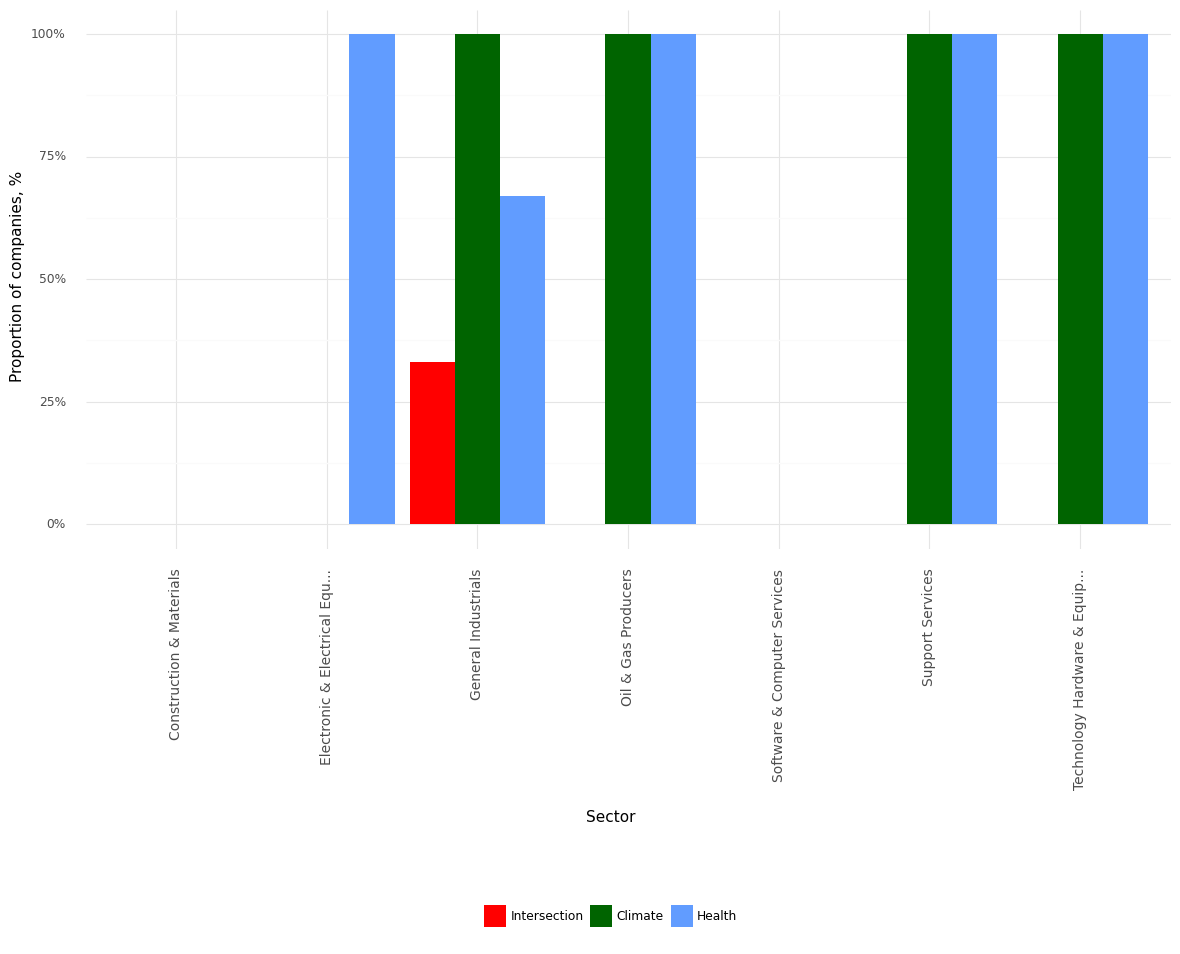 Proportion of companies, %
100%
75%
50%
25%
0%
Construction & Materials
Electronic & Electrical Equ...
General Industrials
Oil & Gas Producers
Software & Computer Services
Support Services
Technology Hardware & Equip...
Sector
Intersection
Climate
Health